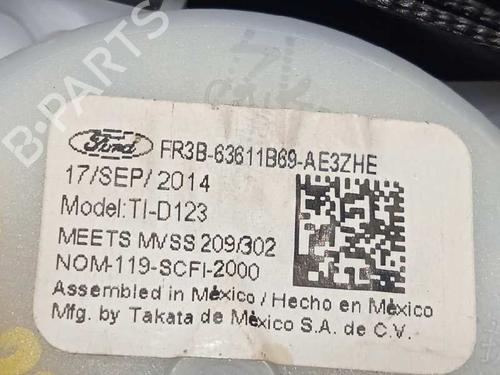 B-PARTS
Ford
FR3B-63611B69-AE3ZHE
17/SEP/2014
Model:TI-D123
MEETS MVSS 209/302
NOM-119-SCFI-2000
Assembled in México / Hecho en México
Mfg. by Takata de México S.A. de C.V.